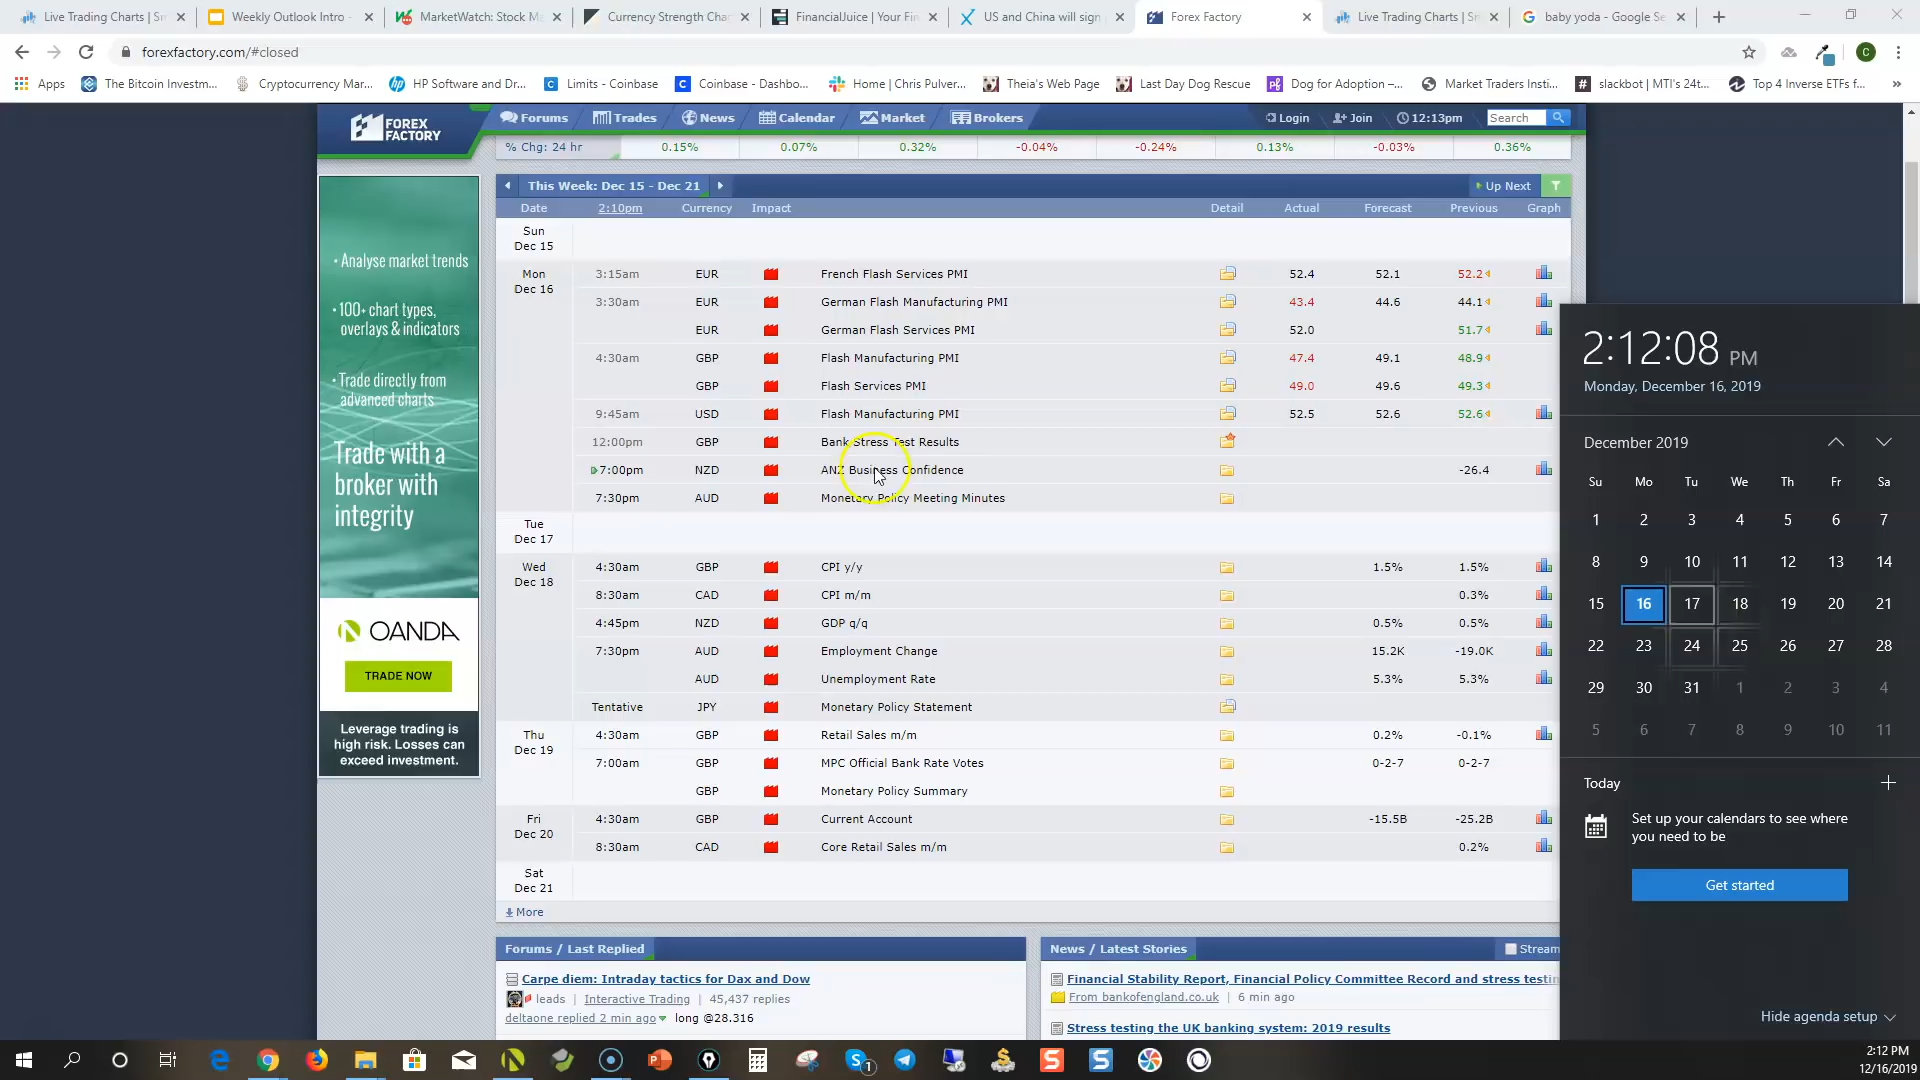 Live Trading Charts | Sm
Weekly Outlook Intro -
MarketWatch: Stock Ma
Currency Strength Char
FinancialJuice | Your Fin
US and China will sign
Forex Factory
Live Trading Charts | Sm
baby yoda - Google Se
forexfactory.com/#closed
C
Apps
The Bitcoin Investm...
Cryptocurrency Mar...
HP Software and Dr...
Limits - Coinbase
Coinbase - Dashbo...
Home | Chris Pulver...
Theia's Web Page
Last Day Dog Rescue
Dog for Adoption –...
Market Traders Insti...
slackbot | MTI's 24t...
Top 4 Inverse ETFs f...
FOREX FACTORY
Forums
Trades
News
Calendar
Market
Brokers
Login
Join
12:13pm
Search
% Chg: 24 hr 0.15% 0.07% 0.32% -0.04% -0.24% 0.13% -0.03% 0.36%
This Week: Dec 15 - Dec 21
Up Next
Date 2:10pm Currency Impact Detail Actual Forecast Previous Graph
Sun
Dec 15
Mon
Dec 16
3:15am EUR French Flash Services PMI 52.4 52.1 52.2
3:30am EUR German Flash Manufacturing PMI 43.4 44.6 44.1
EUR German Flash Services PMI 52.0 51.7
4:30am GBP Flash Manufacturing PMI 47.4 49.1 48.9
GBP Flash Services PMI 49.0 49.6 49.3
9:45am USD Flash Manufacturing PMI 52.5 52.6 52.6
12:00pm GBP Bank Stress Test Results
7:00pm NZD ANZ Business Confidence -26.4
7:30pm AUD Monetary Policy Meeting Minutes
Tue
Dec 17
Wed
Dec 18
4:30am GBP CPI y/y 1.5% 1.5%
8:30am CAD CPI m/m 0.3%
4:45pm NZD GDP q/q 0.5% 0.5%
7:30pm AUD Employment Change 15.2K -19.0K
AUD Unemployment Rate 5.3% 5.3%
Tentative JPY Monetary Policy Statement
Thu
Dec 19
4:30am GBP Retail Sales m/m 0.2% -0.1%
7:00am GBP MPC Official Bank Rate Votes 0-2-7 0-2-7
GBP Monetary Policy Summary
Fri
Dec 20
4:30am GBP Current Account -15.5B -25.2B
8:30am CAD Core Retail Sales m/m 0.2%
Sat
Dec 21
More
Forums / Last Replied
Carpe diem: Intraday tactics for Dax and Dow
leads | Interactive Trading | 45,437 replies
deltaone replied 2 min ago long @28.316
News / Latest Stories
Stream
Financial Stability Report, Financial Policy Committee Record and stress testin
From bankofengland.co.uk | 6 min ago
Stress testing the UK banking system: 2019 results
• Analyse market trends
• 100+ chart types,
overlays & indicators
• Trade directly from
advanced charts
Trade with a
broker with
integrity
OANDA
TRADE NOW
Leverage trading is
high risk. Losses can
exceed investment.
2:12:08 PM
Monday, December 16, 2019
December 2019
Su Mo Tu We Th Fr Sa
1 2 3 4 5 6 7
8 9 10 11 12 13 14
15 16 17 18 19 20 21
22 23 24 25 26 27 28
29 30 31 1 2 3 4
5 6 7 8 9 10 11
Today
Set up your calendars to see where
you need to be
Get started
Hide agenda setup
2:12 PM
12/16/2019